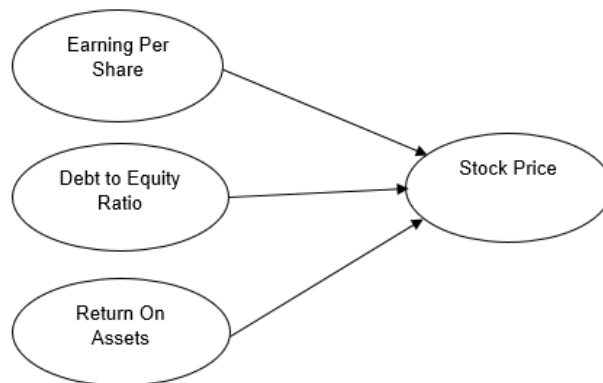 Earning Per
Share
Debt to Equity
Ratio
Stock Price
Return On
Assets